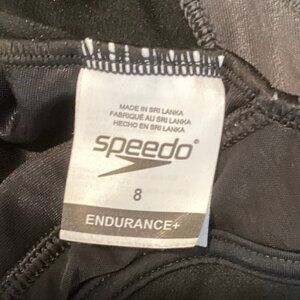 MADE IN SRI LANKA
FABRIQUÉ AU SRI LANKA
HECHO EN SRI LANKA
speedo®
8
ENDURANCE+